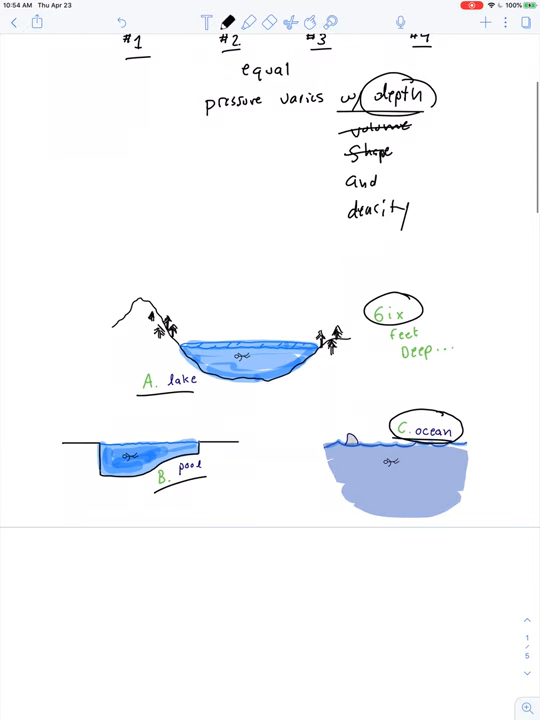 10:54 AM Thu Apr 23
100%
#1 #2 #3 #4
equal
pressure varies w/ depth
volume
shape
and
density
Six
feet
Deep...
A. lake
C. ocean
B. pool
1
/
5